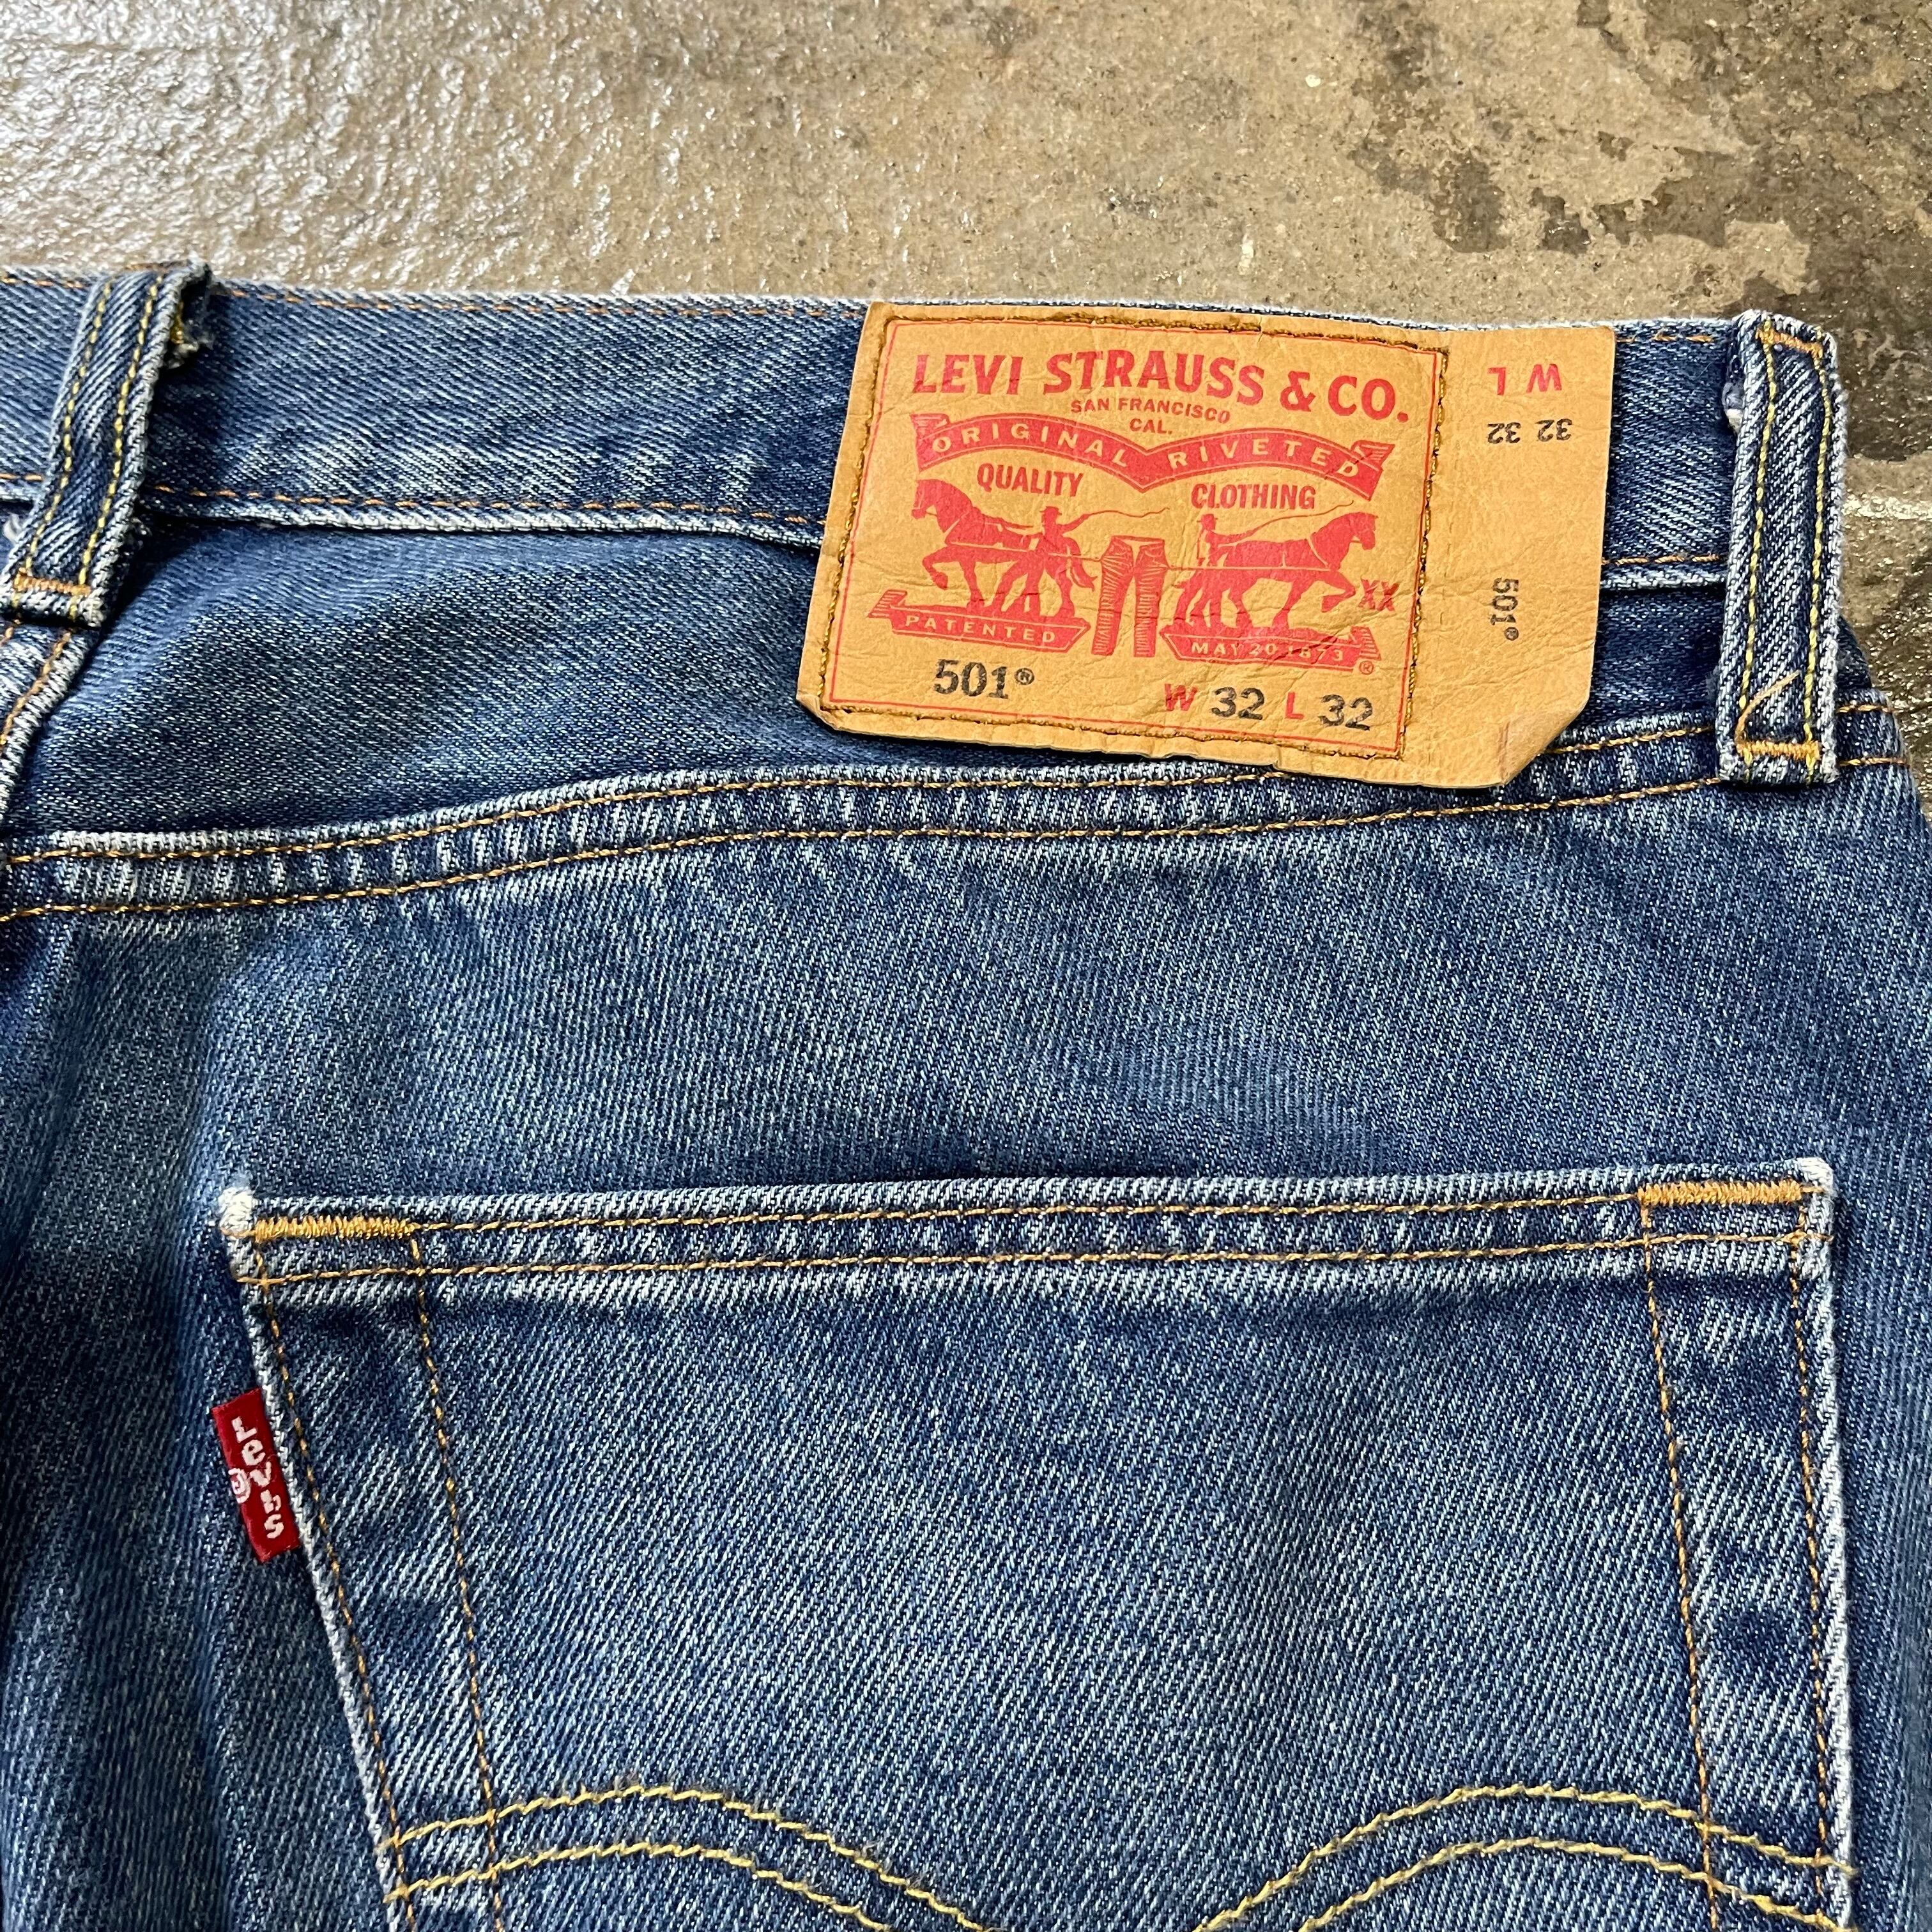 LEVI STRAUSS & CO.
SAN FRANCISCO
CAL.
ORIGINAL RIVETED
QUALITY CLOTHING
XX
PATENTED MAY 20 1873 ®
501® W 32 L 32
W L
32 32
501®
Levi's
®